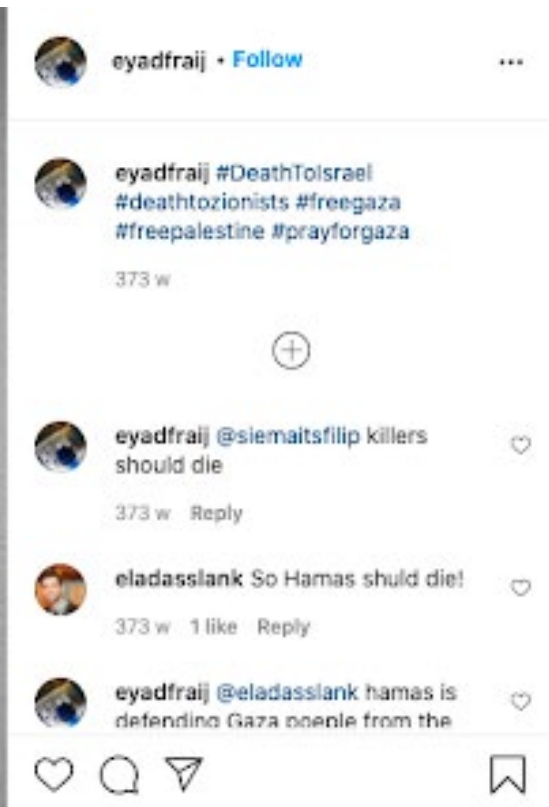 eyadfraij • Follow
eyadfraij #DeathToIsrael
#deathtozionists #freegaza
#freepalestine #prayforgaza
373 w
eyadfraij @siemaitsfilip killers
should die
373 w Reply
eladasslank So Hamas shuld die!
373 w 1 like Reply
eyadfraij @eladasslank hamas is
defending Gaza poeple from the